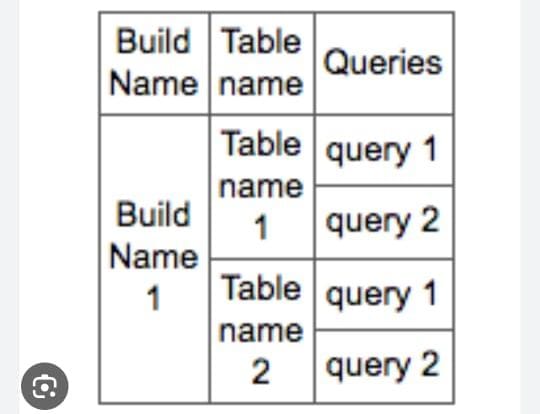 Build
Name
Table
name
Queries
Build
Name
1
Table
name
1
query 1
query 2
Table
name
2
query 1
query 2